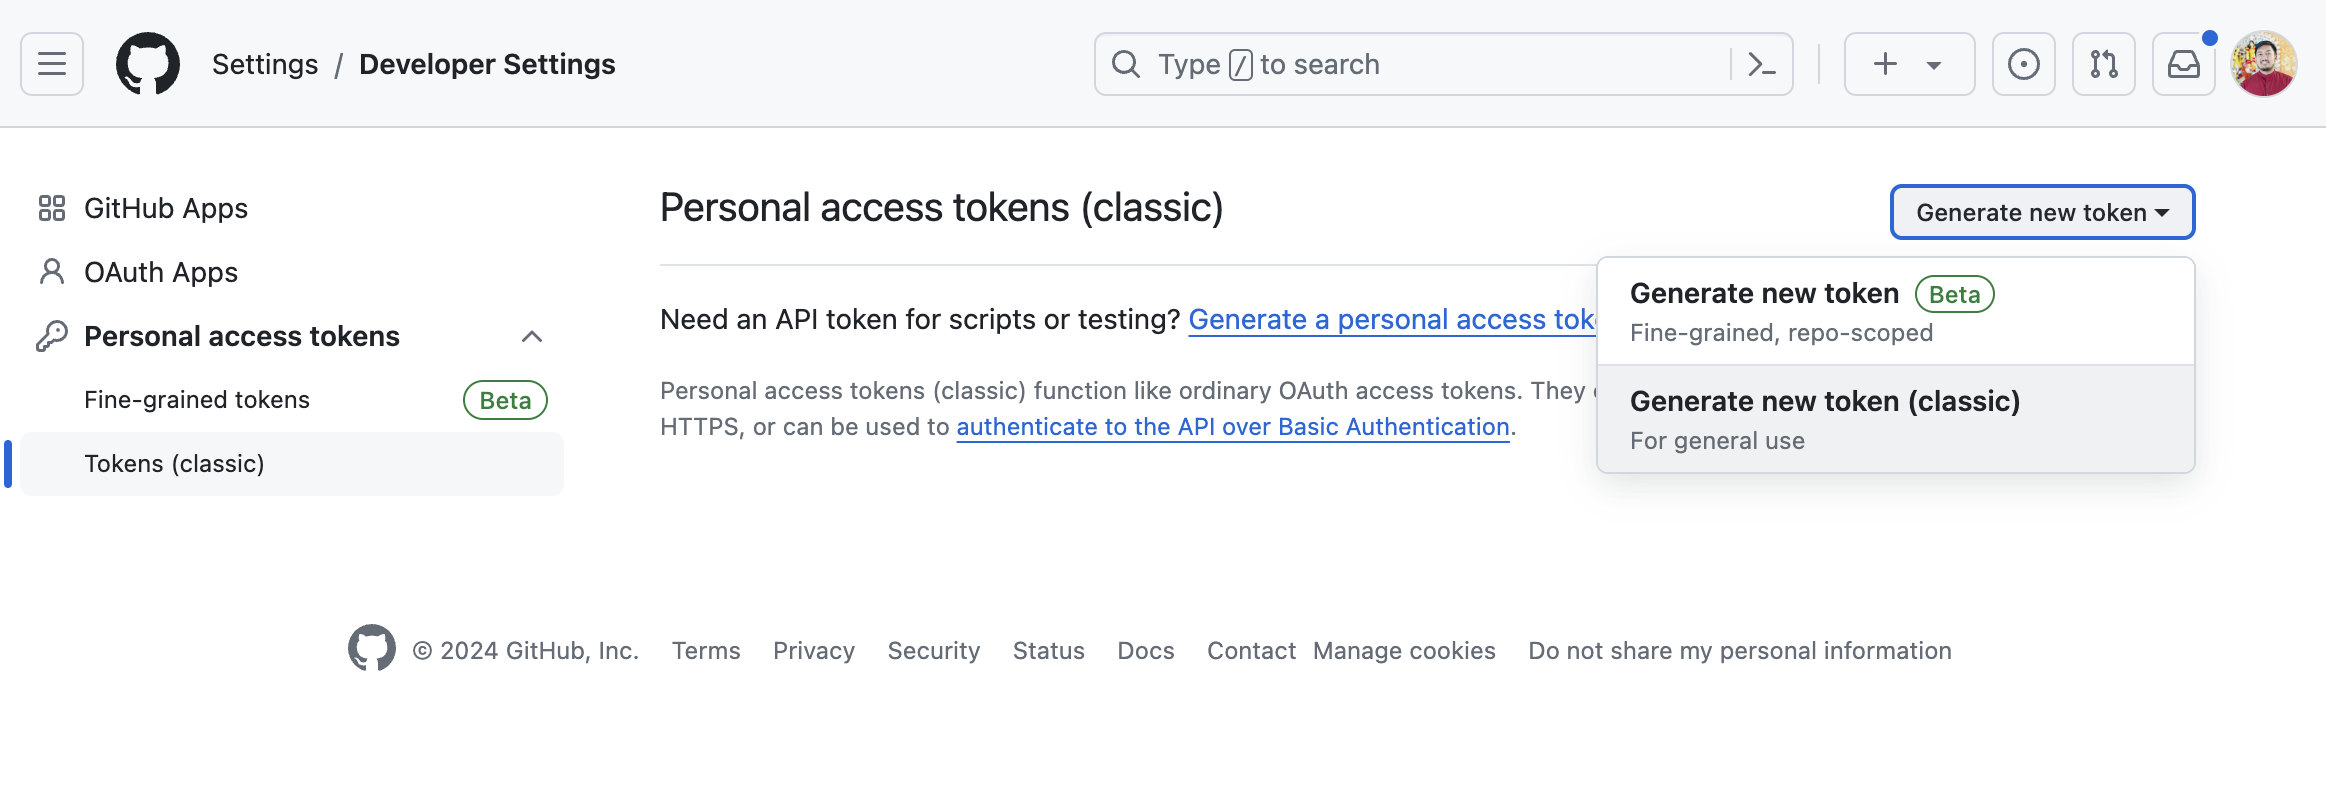 Settings / Developer Settings
Type / to search
GitHub Apps
OAuth Apps
Personal access tokens
Fine-grained tokens Beta
Tokens (classic)
Personal access tokens (classic)
Generate new token
Need an API token for scripts or testing? Generate a personal access
Personal access tokens (classic) function like ordinary OAuth access tokens. They
HTTPS, or can be used to authenticate to the API over Basic Authentication.
Generate new token Beta
Fine-grained, repo-scoped
Generate new token (classic)
For general use
© 2024 GitHub, Inc. Terms Privacy Security Status Docs Contact Manage cookies Do not share my personal information